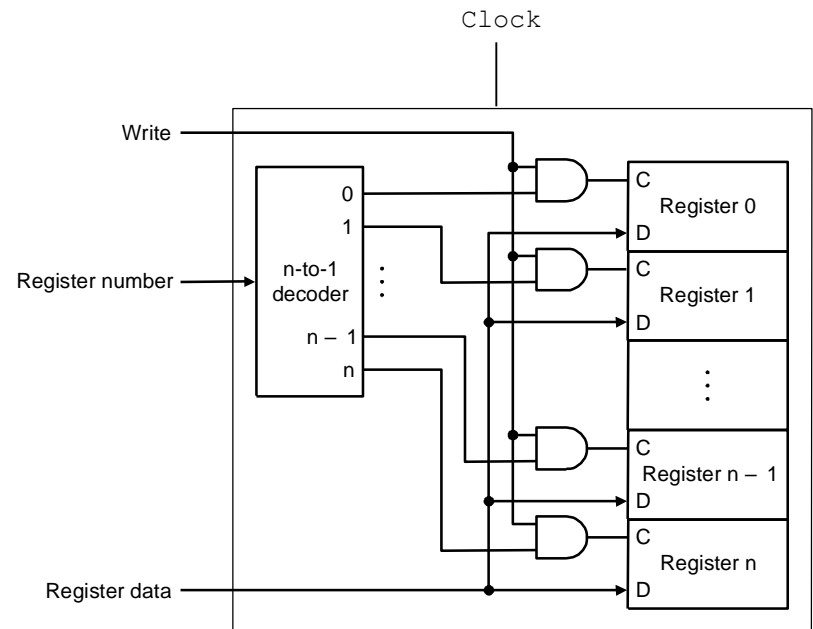 Clock
Write
0
1
n-to-1
decoder
n – 1
n
Register number
Register data
C
Register 0
D
C
Register 1
D
C
Register n – 1
D
C
Register n
D